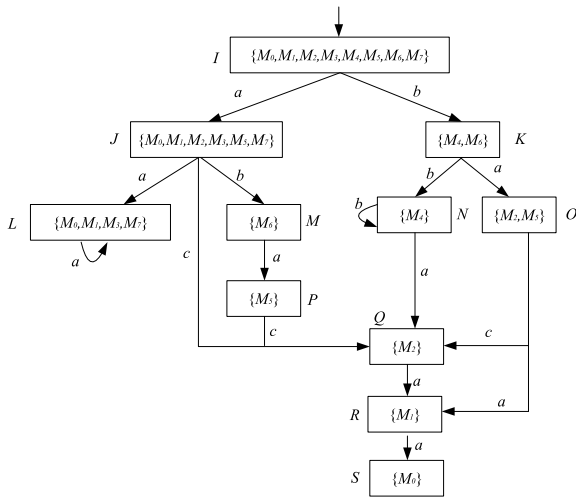 I {M₀,M₁,M₂,M₃,M₄,M₅,M₆,M₇}
a b
J {M₀,M₁,M₂,M₃,M₅,M₇} {M₄,M₆} K
a b b a
L {M₀,M₁,M₃,M₇} {M₆} M b {M₄} N {M₂,M₅} O
a c a a
{M₅} P
Q
c {M₂} c
a
R {M₁} a
a
S {M₀}